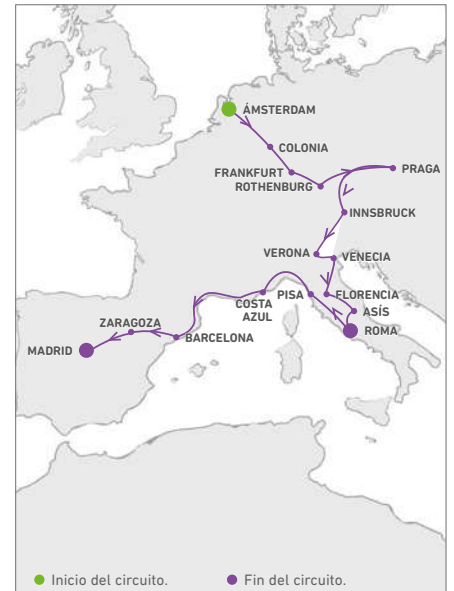 ÁMSTERDAM
COLONIA
FRANKFURT
ROTHENBURG
PRAGA
INNSBRUCK
VERONA
VENECIA
COSTA
AZUL
PISA
FLORENCIA
ASÍS
ROMA
ZARAGOZA
BARCELONA
MADRID
Inicio del circuito.
Fin del circuito.